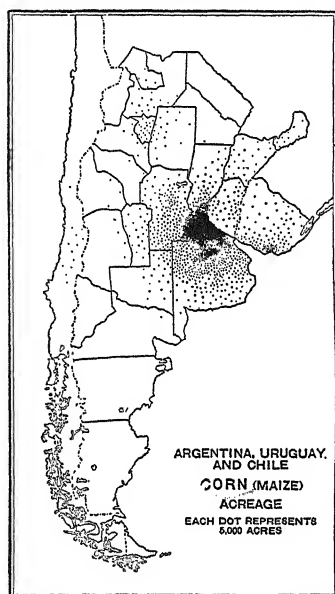 ARGENTINA, URUGUAY,
AND CHILE
CORN (MAIZE)
ACREAGE
EACH DOT REPRESENTS
5,000 ACRES